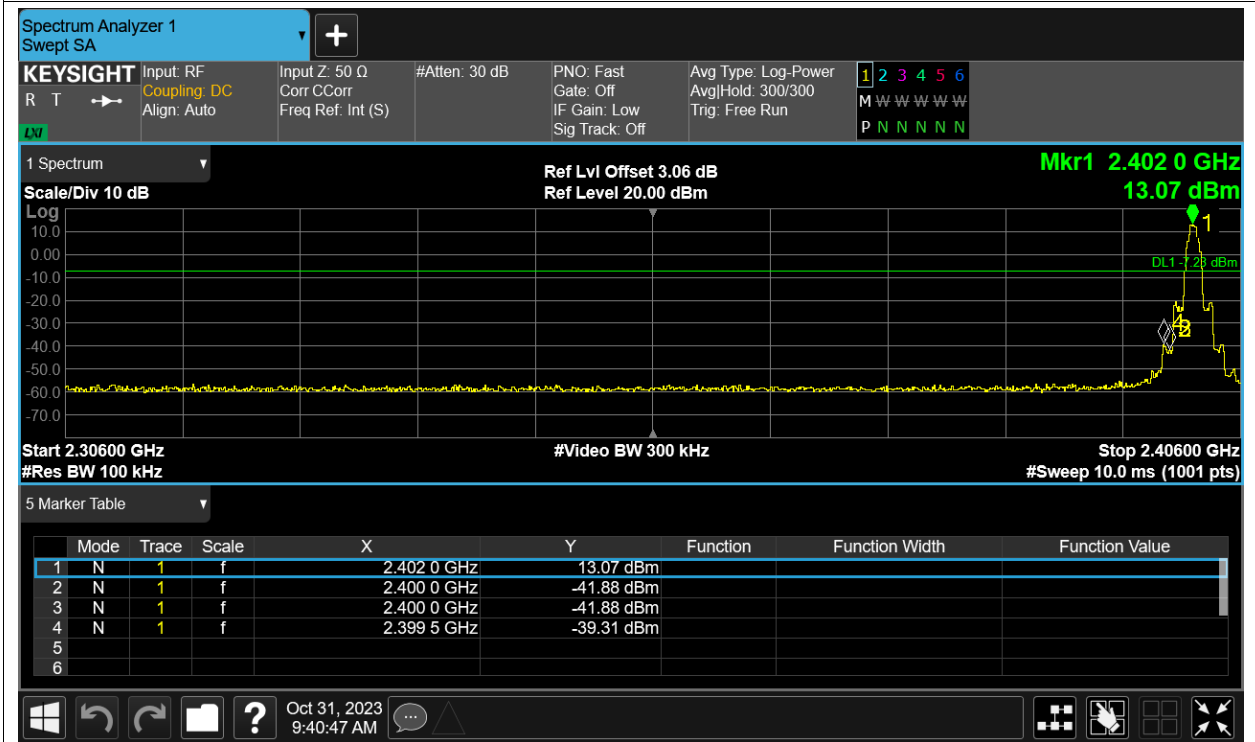 Spectrum Analyzer 1
Swept SA
KEYSIGHT
R T
LXI
Input: RF
Coupling: DC
Align: Auto
Input Z: 50 Ω
Corr CCorr
Freq Ref: Int (S)
#Atten: 30 dB
PNO: Fast
Gate: Off
IF Gain: Low
Sig Track: Off
Avg Type: Log-Power
Avg|Hold: 300/300
Trig: Free Run
1 2 3 4 5 6
M W W W W W
P N N N N N
1 Spectrum
Scale/Div 10 dB
Ref Lvl Offset 3.06 dB
Ref Level 20.00 dBm
Mkr1 2.402 0 GHz
13.07 dBm
Log
10.0
0.00
-10.0
-20.0
-30.0
-40.0
-50.0
-60.0
-70.0
1
DL1 -7.23 dBm
Start 2.30600 GHz
#Video BW 300 kHz
Stop 2.40600 GHz
#Res BW 100 kHz
#Sweep 10.0 ms (1001 pts)
5 Marker Table
Mode Trace Scale X Y Function Function Width Function Value
1 N 1 f 2.402 0 GHz 13.07 dBm
2 N 1 f 2.400 0 GHz -41.88 dBm
3 N 1 f 2.400 0 GHz -41.88 dBm
4 N 1 f 2.399 5 GHz -39.31 dBm
5
6
?
Oct 31, 2023
9:40:47 AM